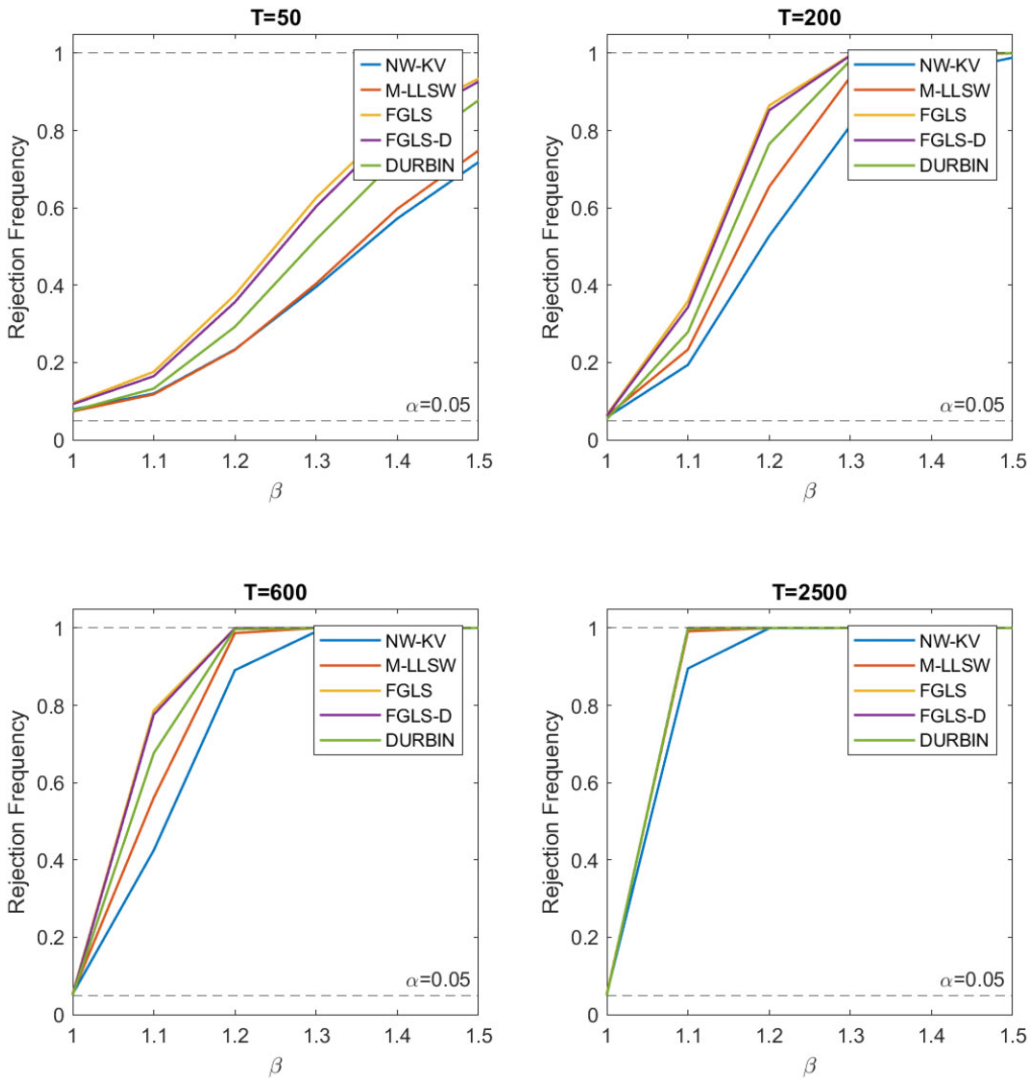 T=50
1
0.8
0.6
0.4
0.2
0
Rejection Frequency
NW-KV
M-LLSW
FGLS
FGLS-D
DURBIN
α=0.05
1 1.1 1.2 1.3 1.4 1.5
β
T=200
1
0.8
0.6
0.4
0.2
0
Rejection Frequency
NW-KV
M-LLSW
FGLS
FGLS-D
DURBIN
α=0.05
1 1.1 1.2 1.3 1.4 1.5
β
T=600
1
0.8
0.6
0.4
0.2
0
Rejection Frequency
NW-KV
M-LLSW
FGLS
FGLS-D
DURBIN
α=0.05
1 1.1 1.2 1.3 1.4 1.5
β
T=2500
1
0.8
0.6
0.4
0.2
0
Rejection Frequency
NW-KV
M-LLSW
FGLS
FGLS-D
DURBIN
α=0.05
1 1.1 1.2 1.3 1.4 1.5
β